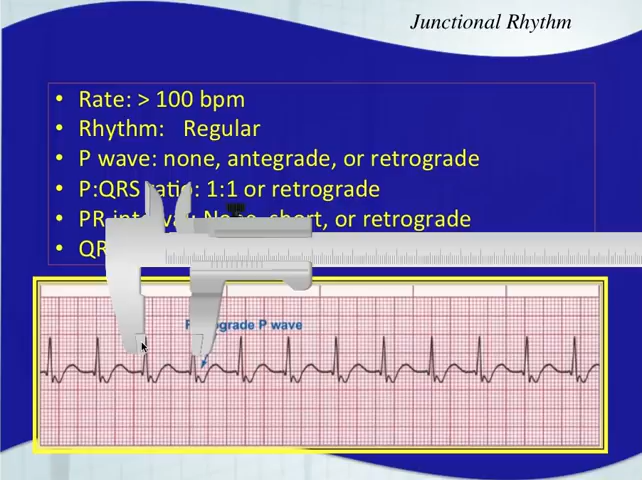 Junctional Rhythm
• Rate: > 100 bpm
• Rhythm: Regular
• P wave: none, antegrade, or retrograde
• P:QRS ratio: 1:1 or retrograde
• PR interval: None, short, or retrograde
• QR
Retrograde P wave